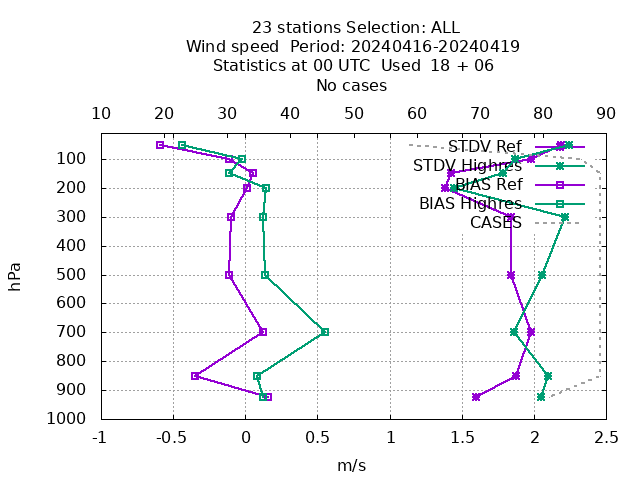 23 stations Selection: ALL
Wind speed  Period: 20240416-20240419
Statistics at 00 UTC  Used  18 + 06
No cases
10 20 30 40 50 60 70 80 90
STDV Ref
STDV Highres
BIAS Ref
BIAS Highres
CASES
100
200
300
400
500
600
700
800
900
1000
hPa
-1 -0.5 0 0.5 1 1.5 2 2.5
m/s